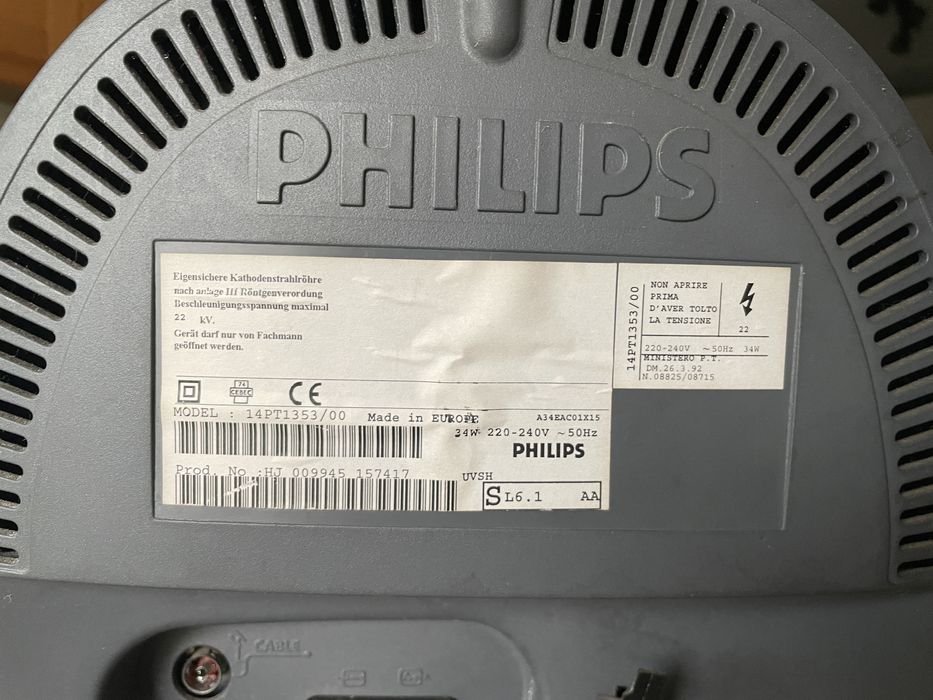 PHILIPS
Eigensichere Kathodenstrahlröhre
nach anlage III Röntgenverordung
Beschleunigungsspannung maximal
22 kV.
Gerät darf nur von Fachmann
geöffnet werden.
74
CEBEC
CE
MODEL : 14PT1353/00 Made in EUROPE A34EAC01X15
34W 220-240V ~ 50Hz
PHILIPS
Prod. No :HJ 009945 157417 UVSH
S L6.1 AA
14PT1353/00
NON APRIRE
PRIMA
D'AVER TOLTO
LA TENSIONE
22
220-240V ~ 50Hz 34W
MINISTERO P.T.
DM.26.3.92
N.08825/08715
CABLE